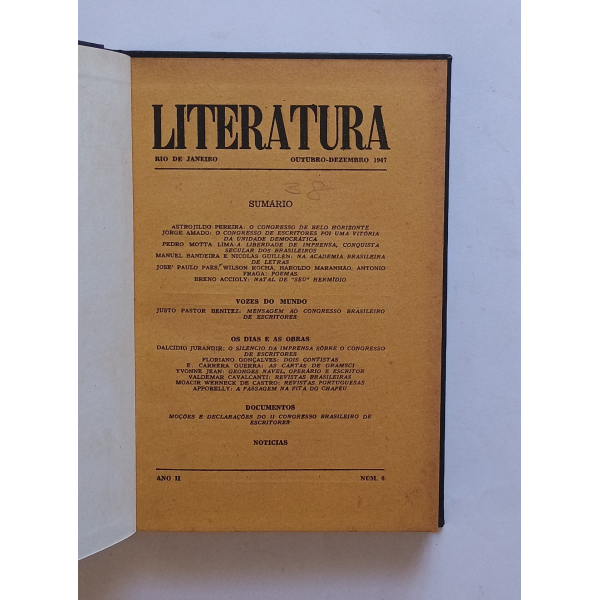 LITERATURA
RIO DE JANEIRO OUTUBRO-DEZEMBRO 1947
38
SUMÁRIO
ASTROJILDO PEREIRA: O CONGRESSO DE BELO HORIZONTE
JORGE AMADO: O CONGRESSO DE ESCRITORES FOI UMA VITÓRIA
DA UNIDADE DEMOCRÁTICA
PEDRO MOTTA LIMA: A LIBERDADE DE IMPRENSA, CONQUISTA
SECULAR DOS BRASILEIROS
MANUEL BANDEIRA E NICOLAS GUILLÉN: NA ACADEMIA BRASILEIRA
DE LETRAS
JOSÉ PAULO PAES, WILSON ROCHA, HAROLDO MARANHÃO, ANTONIO
FRAGA: POEMAS
BRENO ACCIOLY: NATAL DE "SEU" HERMÍDIO
VOZES DO MUNDO
JUSTO PASTOR BENITEZ: MENSAGEM AO CONGRESSO BRASILEIRO
DE ESCRITORES
OS DIAS E AS OBRAS
DALCÍDIO JURANDIR: O SILÊNCIO DA IMPRENSA SÔBRE O CONGRESSO
DE ESCRITORES
FLORIANO GONÇALVES: DOIS CONTISTAS
E. CARRERA GUERRA: AS CARTAS DE GRAMSCI
YVONNE JEAN: GEORGES NAVEL, OPERÁRIO E ESCRITOR
VALDEMAR CAVALCANTI: REVISTAS BRASILEIRAS
MOACIR WERNECK DE CASTRO: REVISTAS PORTUGUESAS
APPORELLY: A PASSAGEM NA FITA DO CHAPÉU
DOCUMENTOS
MOÇÕES E DECLARAÇÕES DO II CONGRESSO BRASILEIRO DE
ESCRITORES
NOTICIAS
ANO II NÚM. 6